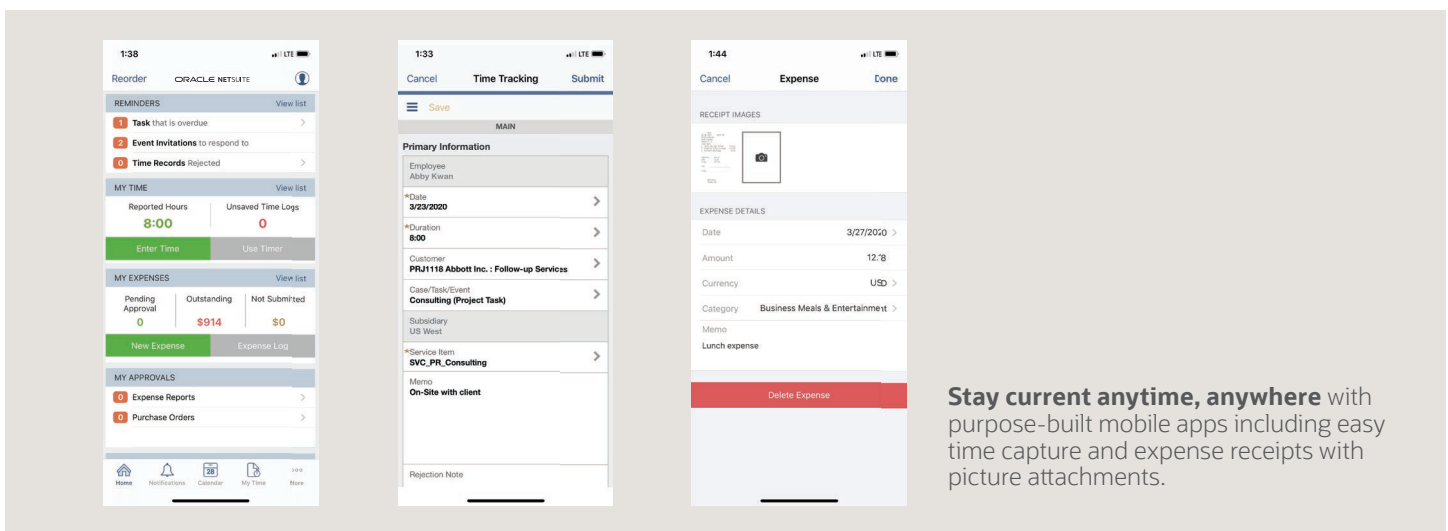 1:38 LTE
Reorder ORACLE NETSUITE
REMINDERS View list
1 Task that is overdue
2 Event Invitations to respond to
0 Time Records Rejected
MY TIME View list
Reported Hours Unsaved Time Logs
8:00 0
Enter Time Use Timer
MY EXPENSES View list
Pending Approval Outstanding Not Submitted
0 $914 $0
New Expense Expense Log
MY APPROVALS
0 Expense Reports
0 Purchase Orders
28
Home Notifications Calendar My Time More
1:33 LTE
Cancel Time Tracking Submit
Save
MAIN
Primary Information
Employee
Abby Kwan
*Date
3/23/2020
*Duration
8:00
Customer
PRJ1118 Abbott Inc. : Follow-up Services
Case/Task/Event
Consulting (Project Task)
Subsidiary
US West
*Service Item
SVC_PR_Consulting
Memo
On-Site with client
Rejection Note
1:44 LTE
Cancel Expense Done
RECEIPT IMAGES
EXPENSE DETAILS
Date 3/27/2020
Amount
Currency USD
Category Business Meals & Entertainment
Memo
Lunch expense
Delete Expense
Stay current anytime, anywhere with
purpose-built mobile apps including easy
time capture and expense receipts with
picture attachments.